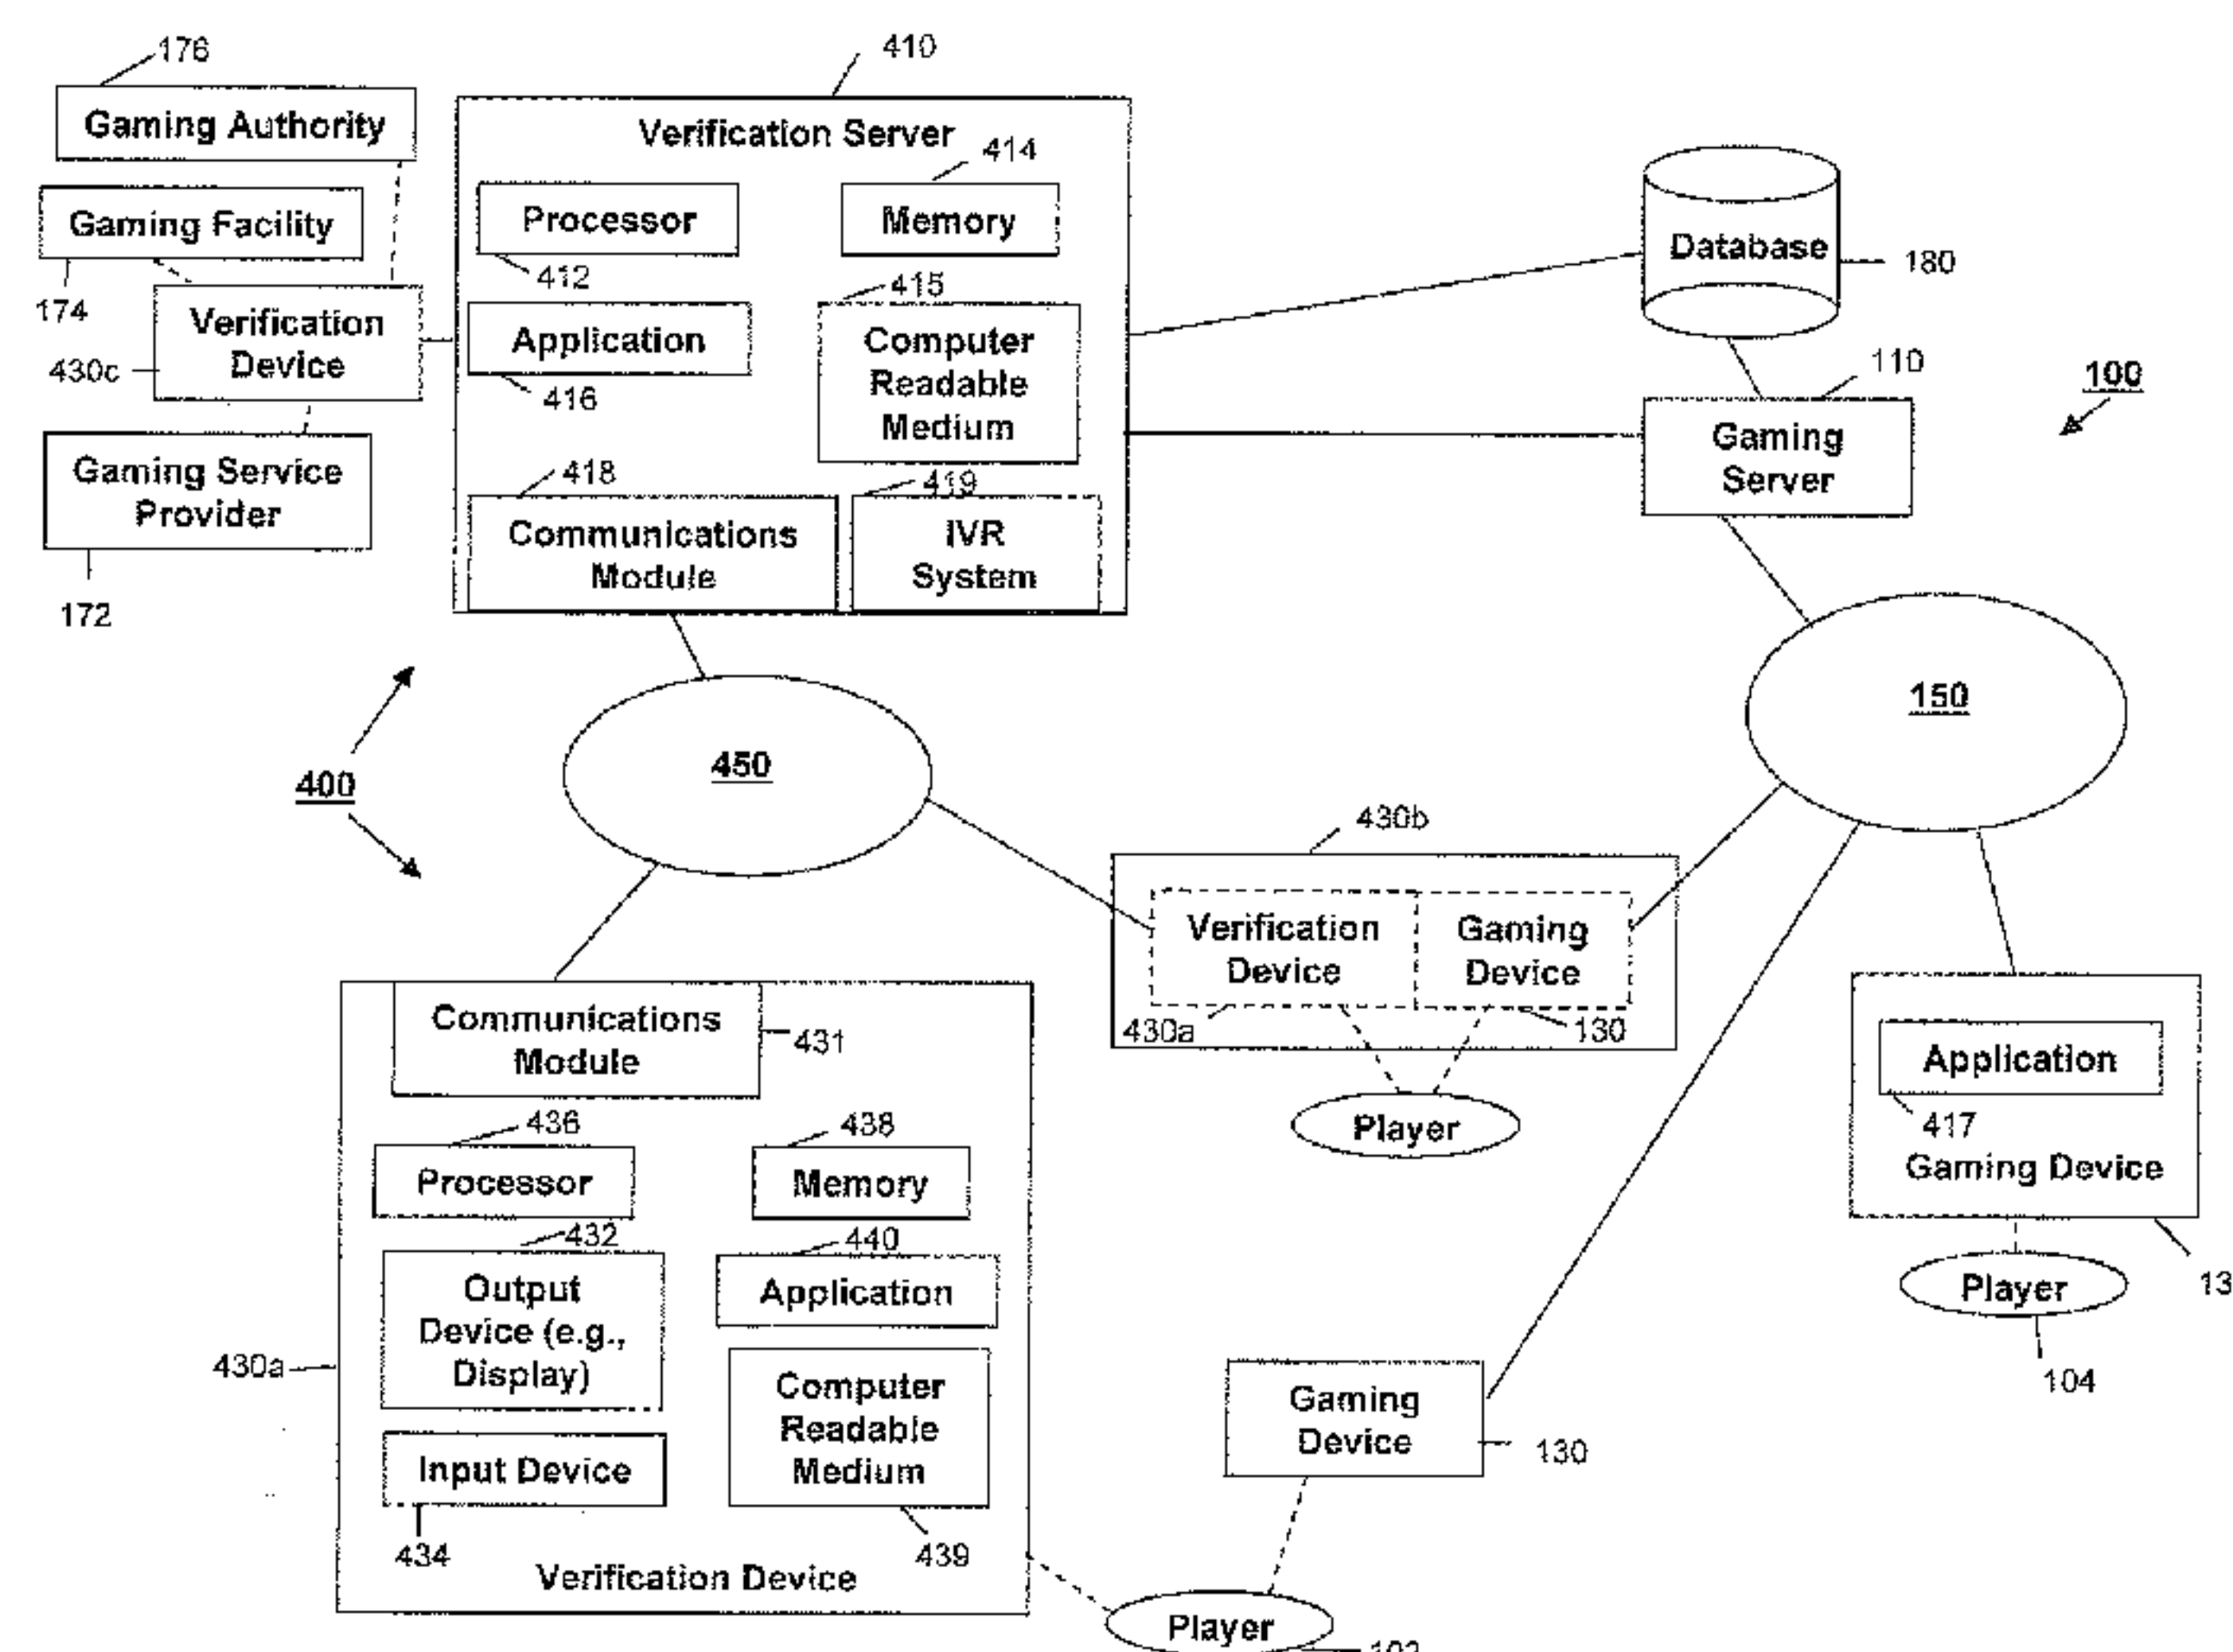 176
Gaming Authority
Gaming Facility
174
Verification
Device
430c
Gaming Service
Provider
172
410
Verification Server
Processor
412
414
Memory
Application
416
415
Computer
Readable
Medium
418
Communications
Module
419
IVR
System
Database
180
110
Gaming
Server
100
150
450
400
430b
Verification
Device
Gaming
Device
430a
130
Player
Application
417
Gaming Device
13
Player
104
Communications
Module
431
436
Processor
438
Memory
432
Output
Device (e.g.,
Display)
440
Application
430a
Computer
Readable
Medium
Input Device
434
439
Verification Device
Gaming
Device
130
Player